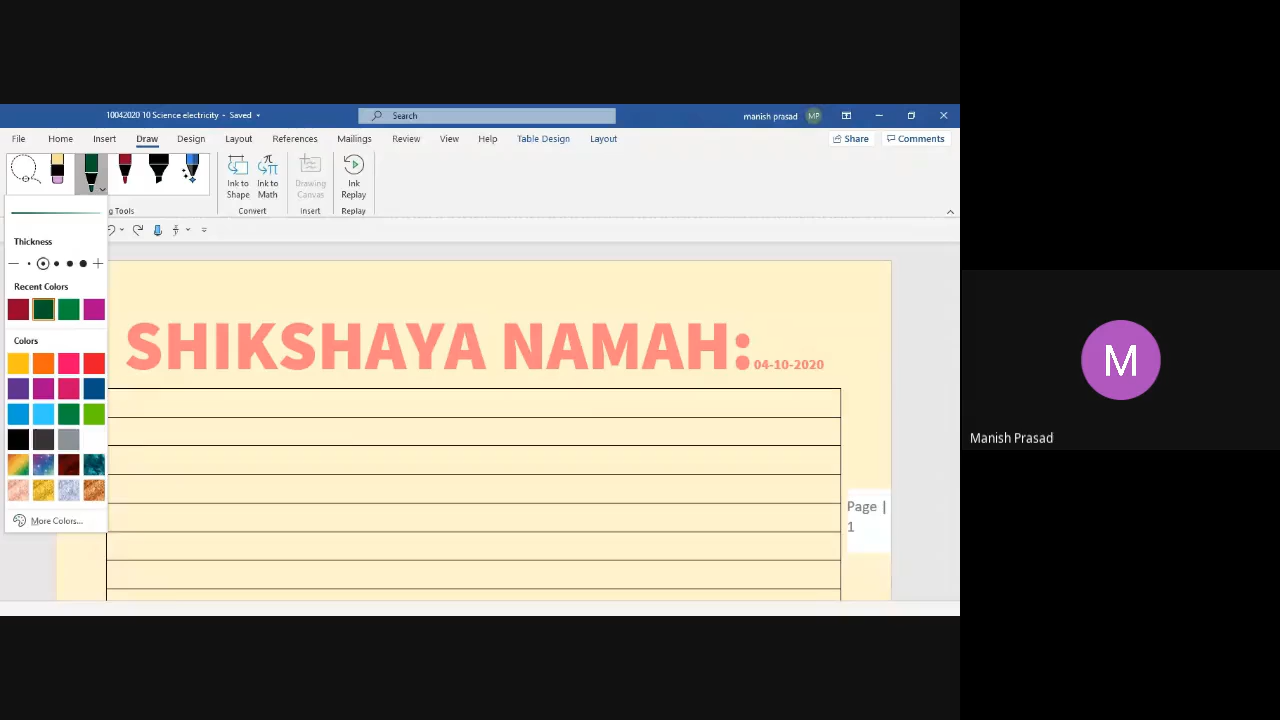 10042020 10 Science electricity - Saved
Search
manish prasad MP
File Home Insert Draw Design Layout References Mailings Review View Help Table Design Layout Share Comments
Ink to Shape
Ink to Math
Drawing Canvas
Ink Replay
g Tools Convert Insert Replay
Thickness
Recent Colors
Colors
More Colors...
SHIKSHAYA NAMAH: 04-10-2020
Page |
1
M
Manish Prasad